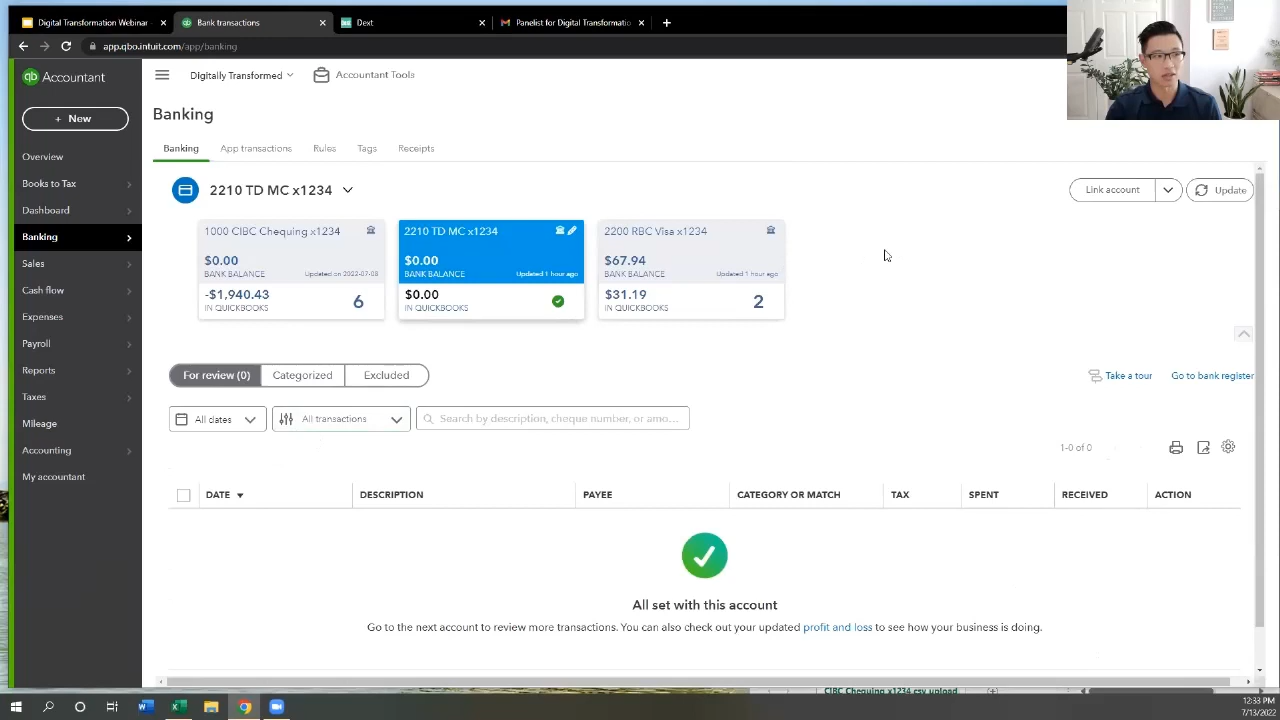 Digital Transformation Webinar
Bank transactions
Dext
Panelist for Digital Transformatio
app.qbo.intuit.com/app/banking
qb Accountant
Digitally Transformed
Accountant Tools
+ New
Banking
Overview
Books to Tax
Dashboard
Banking
Sales
Cash flow
Expenses
Payroll
Reports
Taxes
Mileage
Accounting
My accountant
Banking
App transactions
Rules
Tags
Receipts
2210 TD MC x1234
Link account
Update
1000 CIBC Chequing x1234
$0.00
BANK BALANCE
Updated on 2022-07-08
-$1,940.43
IN QUICKBOOKS
6
2210 TD MC x1234
$0.00
BANK BALANCE
Updated 1 hour ago
$0.00
IN QUICKBOOKS
2200 RBC Visa x1234
$67.94
BANK BALANCE
Updated 1 hour ago
$31.19
IN QUICKBOOKS
2
For review (0)
Categorized
Excluded
Take a tour
Go to bank register
All dates
All transactions
Search by description, cheque number, or amo...
1-0 of 0
DATE
DESCRIPTION
PAYEE
CATEGORY OR MATCH
TAX
SPENT
RECEIVED
ACTION
All set with this account
Go to the next account to review more transactions. You can also check out your updated profit and loss to see how your business is doing.
CIBC Chequing x1234 csv upload
12:33 PM
7/13/2022